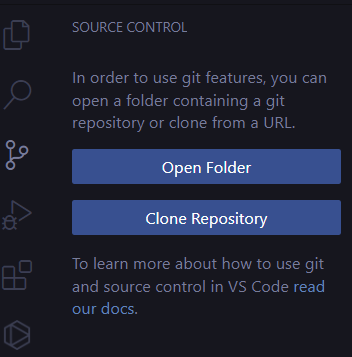 SOURCE CONTROL
In order to use git features, you can
open a folder containing a git
repository or clone from a URL.
Open Folder
Clone Repository
To learn more about how to use git
and source control in VS Code read
our docs.